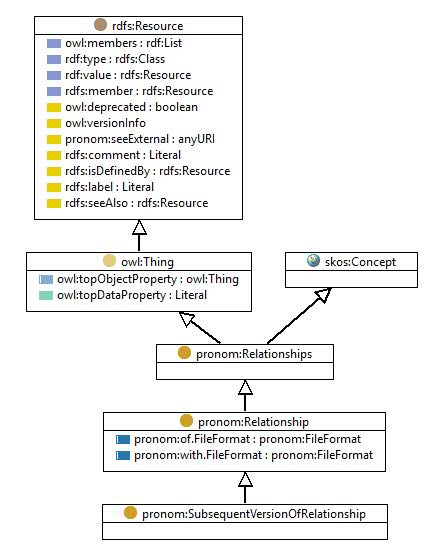 rdfs:Resource
owl:members : rdf:List
rdf:type : rdfs:Class
rdf:value : rdfs:Resource
rdfs:member : rdfs:Resource
owl:deprecated : boolean
owl:versionInfo
pronom:seeExternal : anyURI
rdfs:comment : Literal
rdfs:isDefinedBy : rdfs:Resource
rdfs:label : Literal
rdfs:seeAlso : rdfs:Resource
owl:Thing
owl:topObjectProperty : owl:Thing
owl:topDataProperty : Literal
skos:Concept
pronom:Relationships
pronom:Relationship
pronom:of.FileFormat : pronom:FileFormat
pronom:with.FileFormat : pronom:FileFormat
pronom:SubsequentVersionOfRelationship